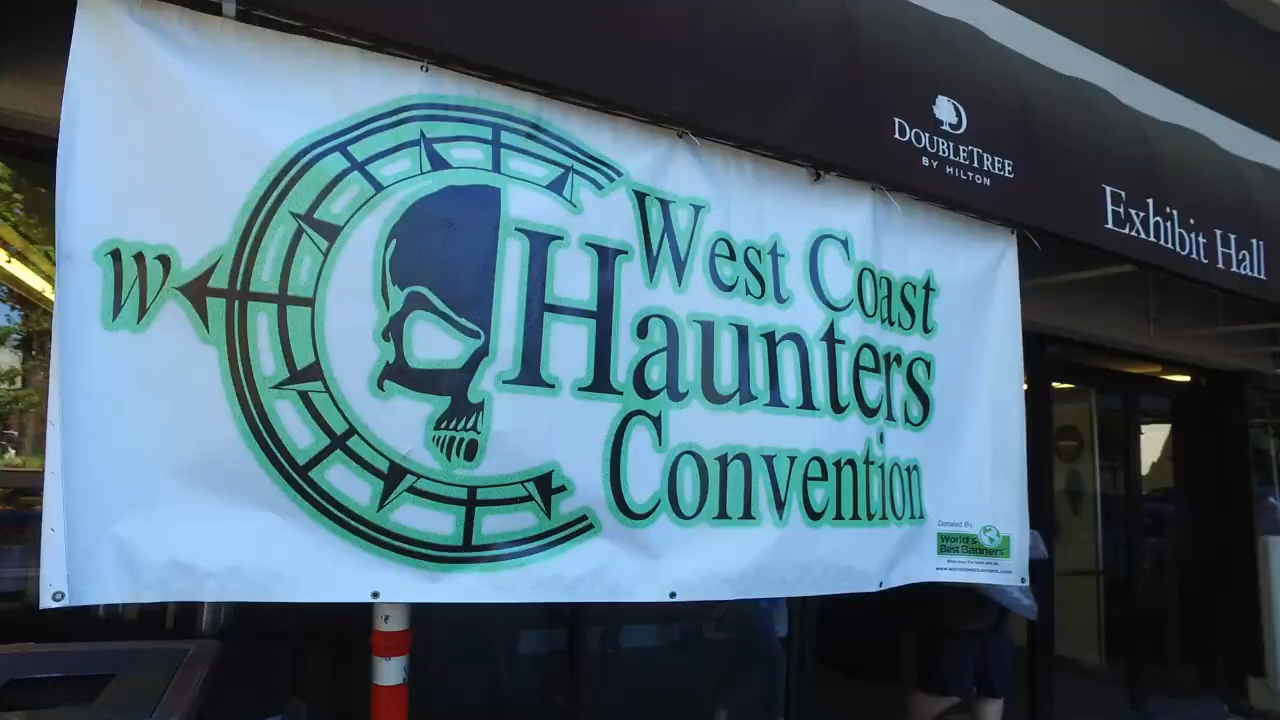 DOUBLETREE
BY HILTON
Exhibit Hall
W
West Coast
Haunters
Convention
Donated By:
World's
Best Banners